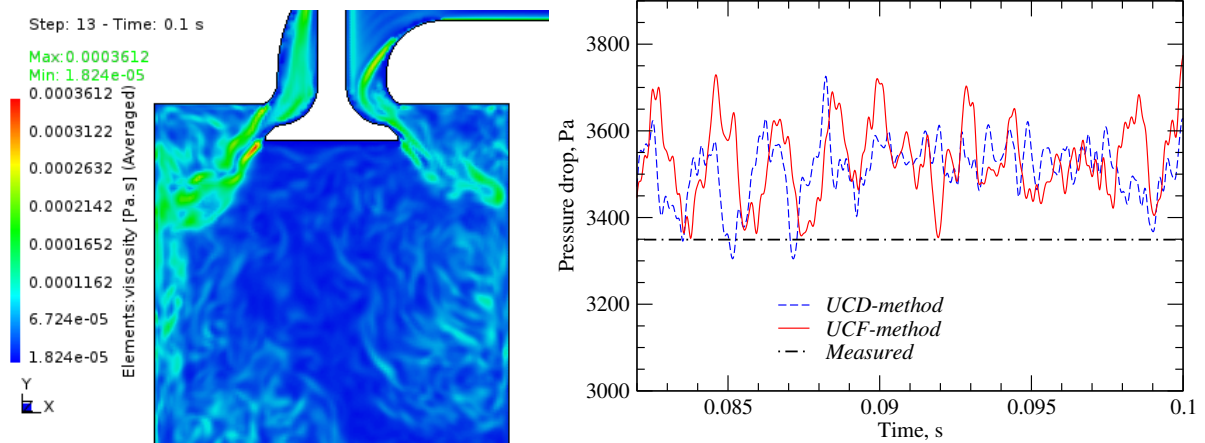 Step: 13 - Time: 0.1 s
Max:0.0003612
Min: 1.824e-05
0.0003612
0.0003122
0.0002632
0.0002142
0.0001652
0.0001162
6.724e-05
1.824e-05
Elements:viscosity [Pa.s] (Averaged)
Y
X
Pressure drop, Pa
3800
3600
3400
3200
3000
UCD-method
UCF-method
Measured
0.085
0.09
0.095
0.1
Time, s